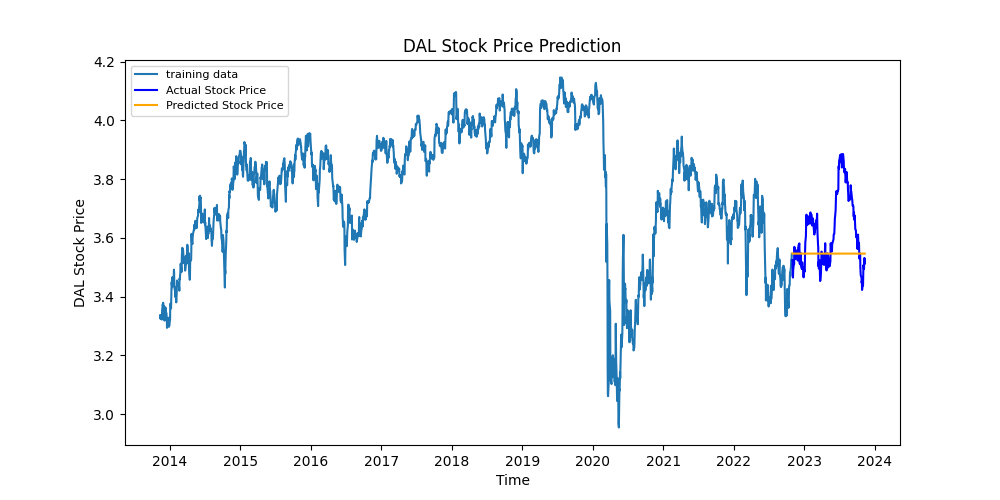 DAL Stock Price Prediction
training data
Actual Stock Price
Predicted Stock Price
DAL Stock Price
4.2
4.0
3.8
3.6
3.4
3.2
3.0
2014 2015 2016 2017 2018 2019 2020 2021 2022 2023 2024
Time